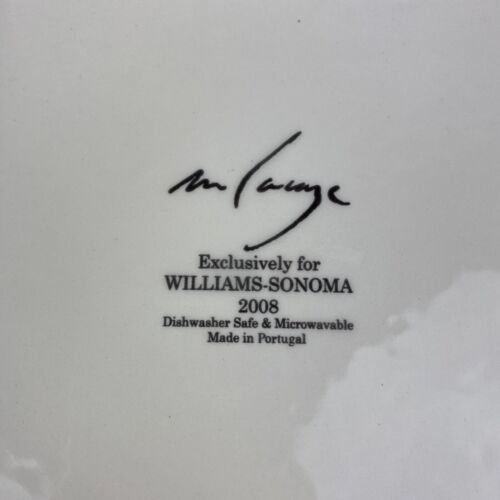 Exclusively for
WILLIAMS-SONOMA
2008
Dishwasher Safe & Microwavable
Made in Portugal